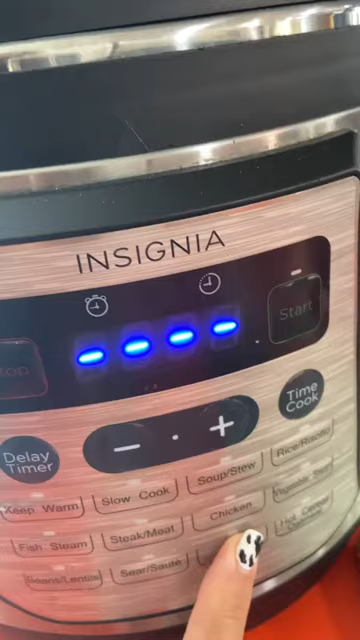 INSIGNIA
Start
Time
Cook
Delay
Timer
Rice/Risotto
Soup/Stew
Slow Cook
Keep Warm
Chicken
Steak/Meat
Fish Steam
Sear/Sauté
Beans/Lentils